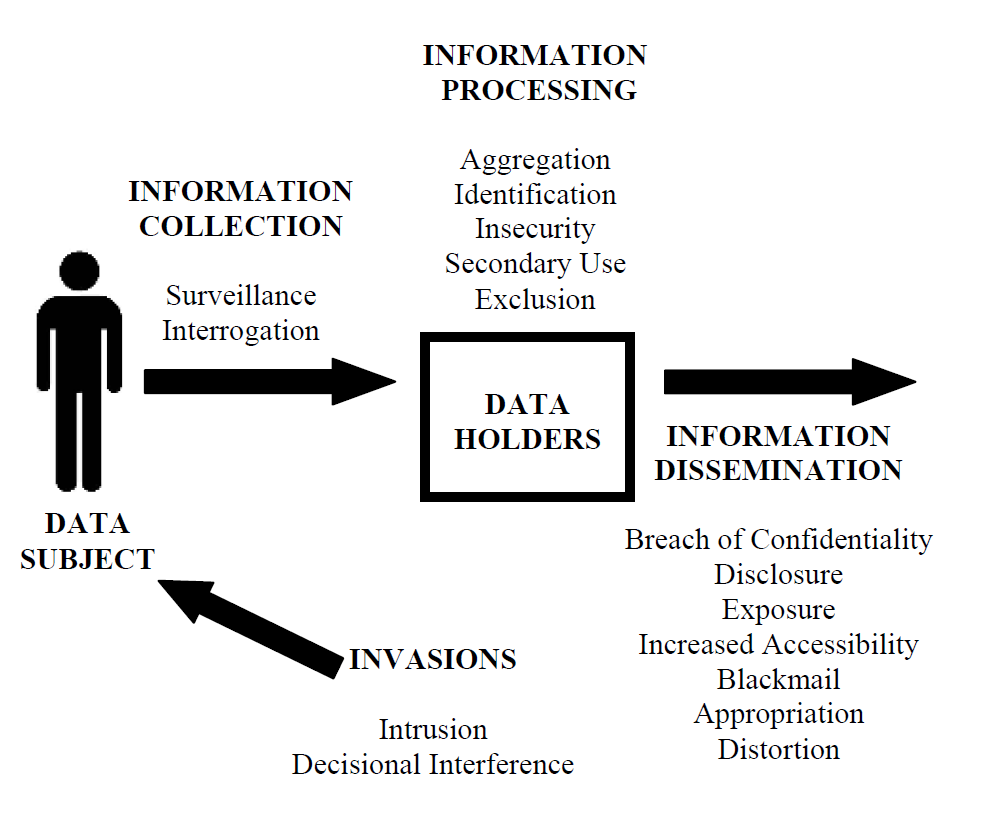 INFORMATION
PROCESSING
Aggregation
Identification
Insecurity
Secondary Use
Exclusion
INFORMATION
COLLECTION
Surveillance
Interrogation
DATA
HOLDERS
INFORMATION
DISSEMINATION
Breach of Confidentiality
Disclosure
Exposure
Increased Accessibility
Blackmail
Appropriation
Distortion
DATA
SUBJECT
INVASIONS
Intrusion
Decisional Interference